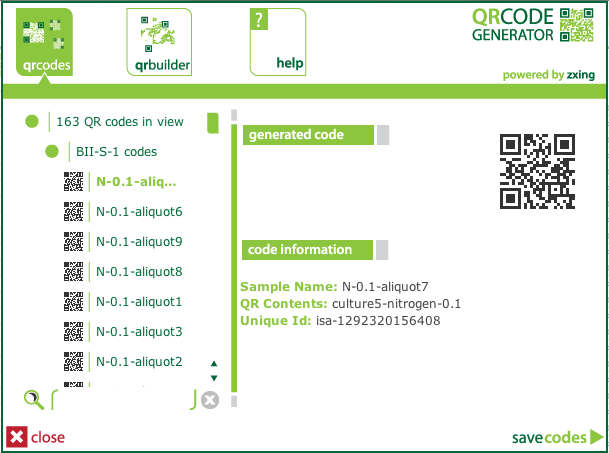 qrcodes
qrbuilder
?
help
QRCODE
GENERATOR
powered by zxing
163 QR codes in view
BII-S-1 codes
N-0.1-aliq...
N-0.1-aliquot6
N-0.1-aliquot9
N-0.1-aliquot8
N-0.1-aliquot1
N-0.1-aliquot3
N-0.1-aliquot2
generated code
code information
Sample Name: N-0.1-aliquot7
QR Contents: culture5-nitrogen-0.1
Unique Id: isa-1292320156408
close
savecodes